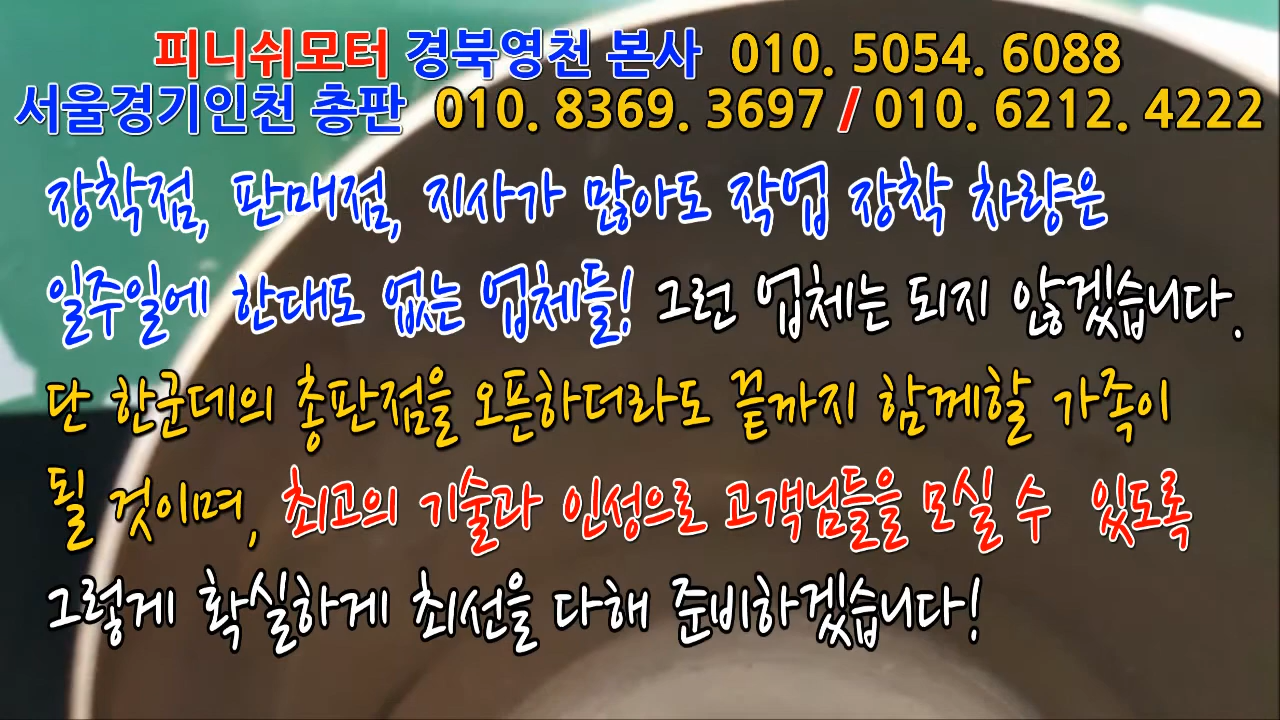 피니쉬모터 경북영천 본사 010. 5054. 6088
서울경기인천 총판 010. 8369. 3697 / 010. 6212. 4222
장착점, 판매점, 지사가 많아도 작업 장착 차량은
일주일에 한대도 없는 업체들! 그런 업체는 되지 않겠습니다.
단 한군데의 총판점을 오픈하더라도 끝까지 함께할 가족이
될 것이며, 최고의 기술과 인성으로 고객님들을 모실 수 있도록
그렇게 확실하게 최선을 다해 준비하겠습니다!